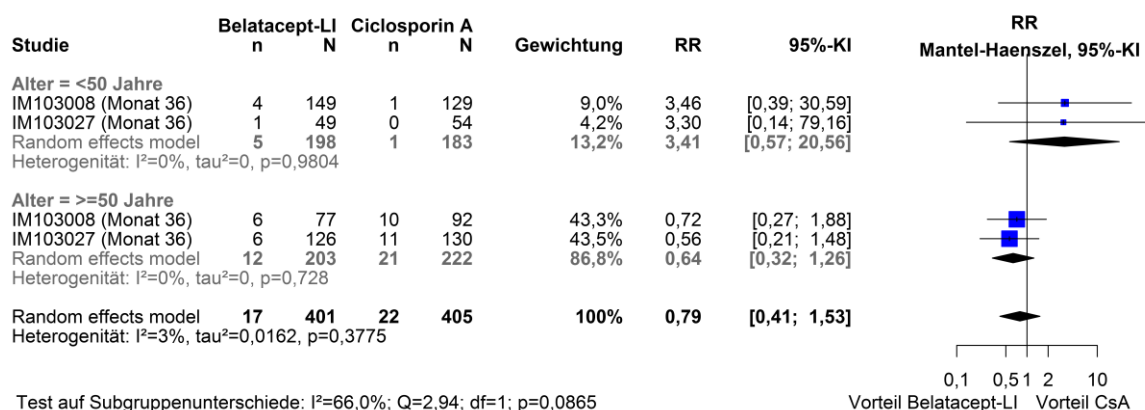 Belatacept-LI Ciclosporin A RR
Studie n N n N Gewichtung RR 95%-KI Mantel-Haenszel, 95%-KI
Alter = <50 Jahre
IM103008 (Monat 36) 4 149 1 129 9,0% 3,46 [0,39; 30,59]
IM103027 (Monat 36) 1 49 0 54 4,2% 3,30 [0,14; 79,16]
Random effects model 5 198 1 183 13,2% 3,41 [0,57; 20,56]
Heterogenität: I²=0%, tau²=0, p=0,9804
Alter = >=50 Jahre
IM103008 (Monat 36) 6 77 10 92 43,3% 0,72 [0,27; 1,88]
IM103027 (Monat 36) 6 126 11 130 43,5% 0,56 [0,21; 1,48]
Random effects model 12 203 21 222 86,8% 0,64 [0,32; 1,26]
Heterogenität: I²=0%, tau²=0, p=0,728
Random effects model 17 401 22 405 100% 0,79 [0,41; 1,53]
Heterogenität: I²=3%, tau²=0,0162, p=0,3775
0,1 0,5 1 2 10
Test auf Subgruppenunterschiede: I²=66,0%; Q=2,94; df=1; p=0,0865 Vorteil Belatacept-LI Vorteil CsA